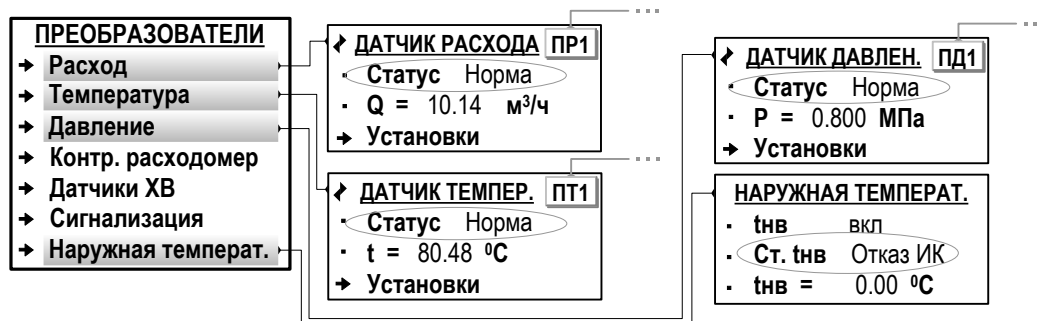 ПРЕОБРАЗОВАТЕЛИ
Расход
Температура
Давление
Контр. расходомер
Датчики ХВ
Сигнализация
Наружная температ.
ДАТЧИК РАСХОДА ПР1
Статус Норма
Q = 10.14 м³/ч
Установки
ДАТЧИК ТЕМПЕР. ПТ1
Статус Норма
t = 80.48 ⁰C
Установки
ДАТЧИК ДАВЛЕН. ПД1
Статус Норма
P = 0.800 МПа
Установки
НАРУЖНАЯ ТЕМПЕРАТ.
tнв вкл
Ст. tнв Отказ ИК
tнв = 0.00 ⁰C